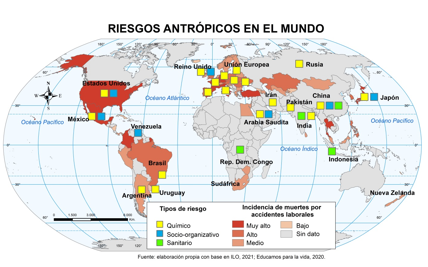 RIESGOS ANTRÓPICOS EN EL MUNDO
Reino Unido
Unión Europea
Rusia
Estados Unidos
Océano Atlántico
Irán
China
Pakistán
Japón
México
Océano Pacífico
Arabia Saudita
India
Océano Pacífico
Venezuela
Océano Índico
Indonesia
Brasil
Rep. Dem. Congo
Sudáfrica
Argentina
Uruguay
Nueva Zelanda
Tipos de riesgo
Químico
Socio-organizativo
Sanitario
Incidencia de muertes por
accidentes laborales
Muy alto
Alto
Medio
Bajo
Sin dato
Fuente: elaboración propia con base en ILO. 2021; Educamos para la vida, 2020.